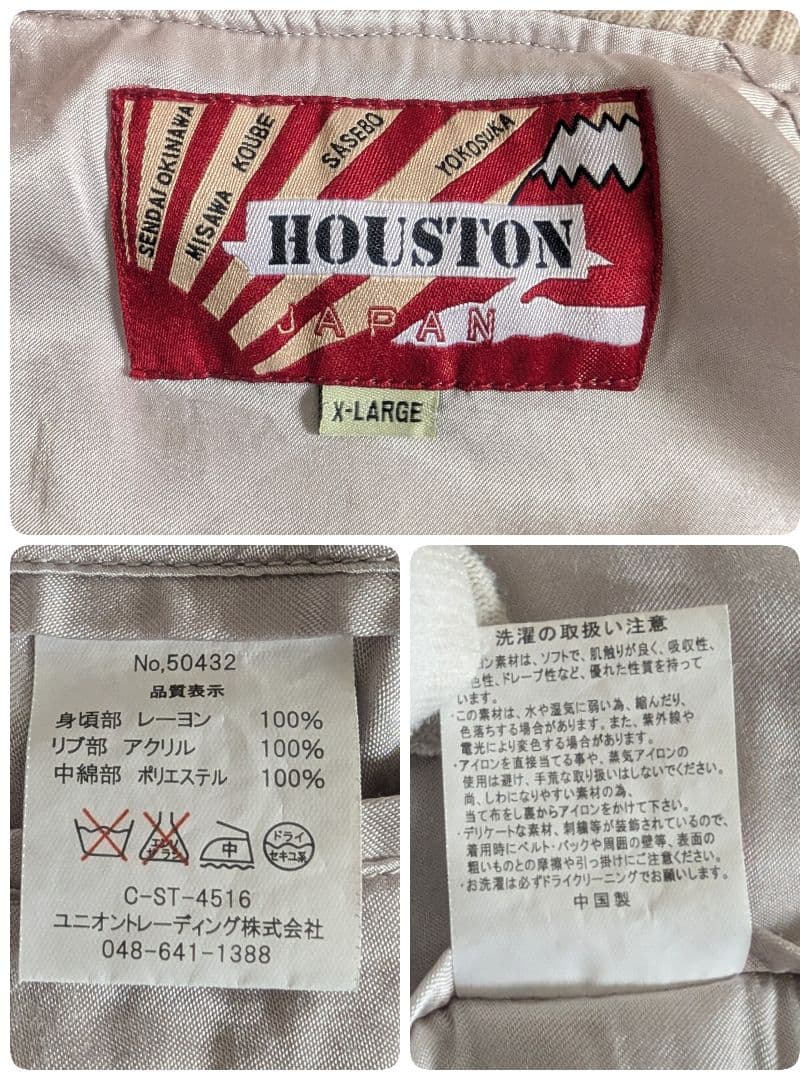 SENDAI OKINAWA
MISAWA KOUBE
SASEBO
YOKOSUKA
HOUSTON
JAPAN
X-LARGE
No,50432
品質表示
身頃部 レーヨン 100%
リブ部 アクリル 100%
中綿部 ポリエステル 100%
エンソ
サラシ
中
ドライ
セキユ系
C-ST-4516
ユニオントレーディング株式会社
048-641-1388
洗濯の取扱い注意
ヨン素材は、ソフトで、肌触りが良く、吸収性、
色性、ドレープ性など、優れた性質を持って
います。
・この素材は、水や湿気に弱い為、縮んだり、
色落ちする場合があります。また、紫外線や
電光により変色する場合があります。
・アイロンを直接当てる事や、蒸気アイロンの
使用は避け、手荒な取り扱いはしないでください。
尚、しわになりやすい素材の為、
当て布をし裏からアイロンをかけて下さい。
・デリケートな素材、刺繍等が装飾されているので、
着用時にベルト・バックや周囲の壁等、表面の
粗いものとの摩擦や引っ掛けにご注意ください。
・お洗濯は必ずドライクリーニングでお願いします。
中国製